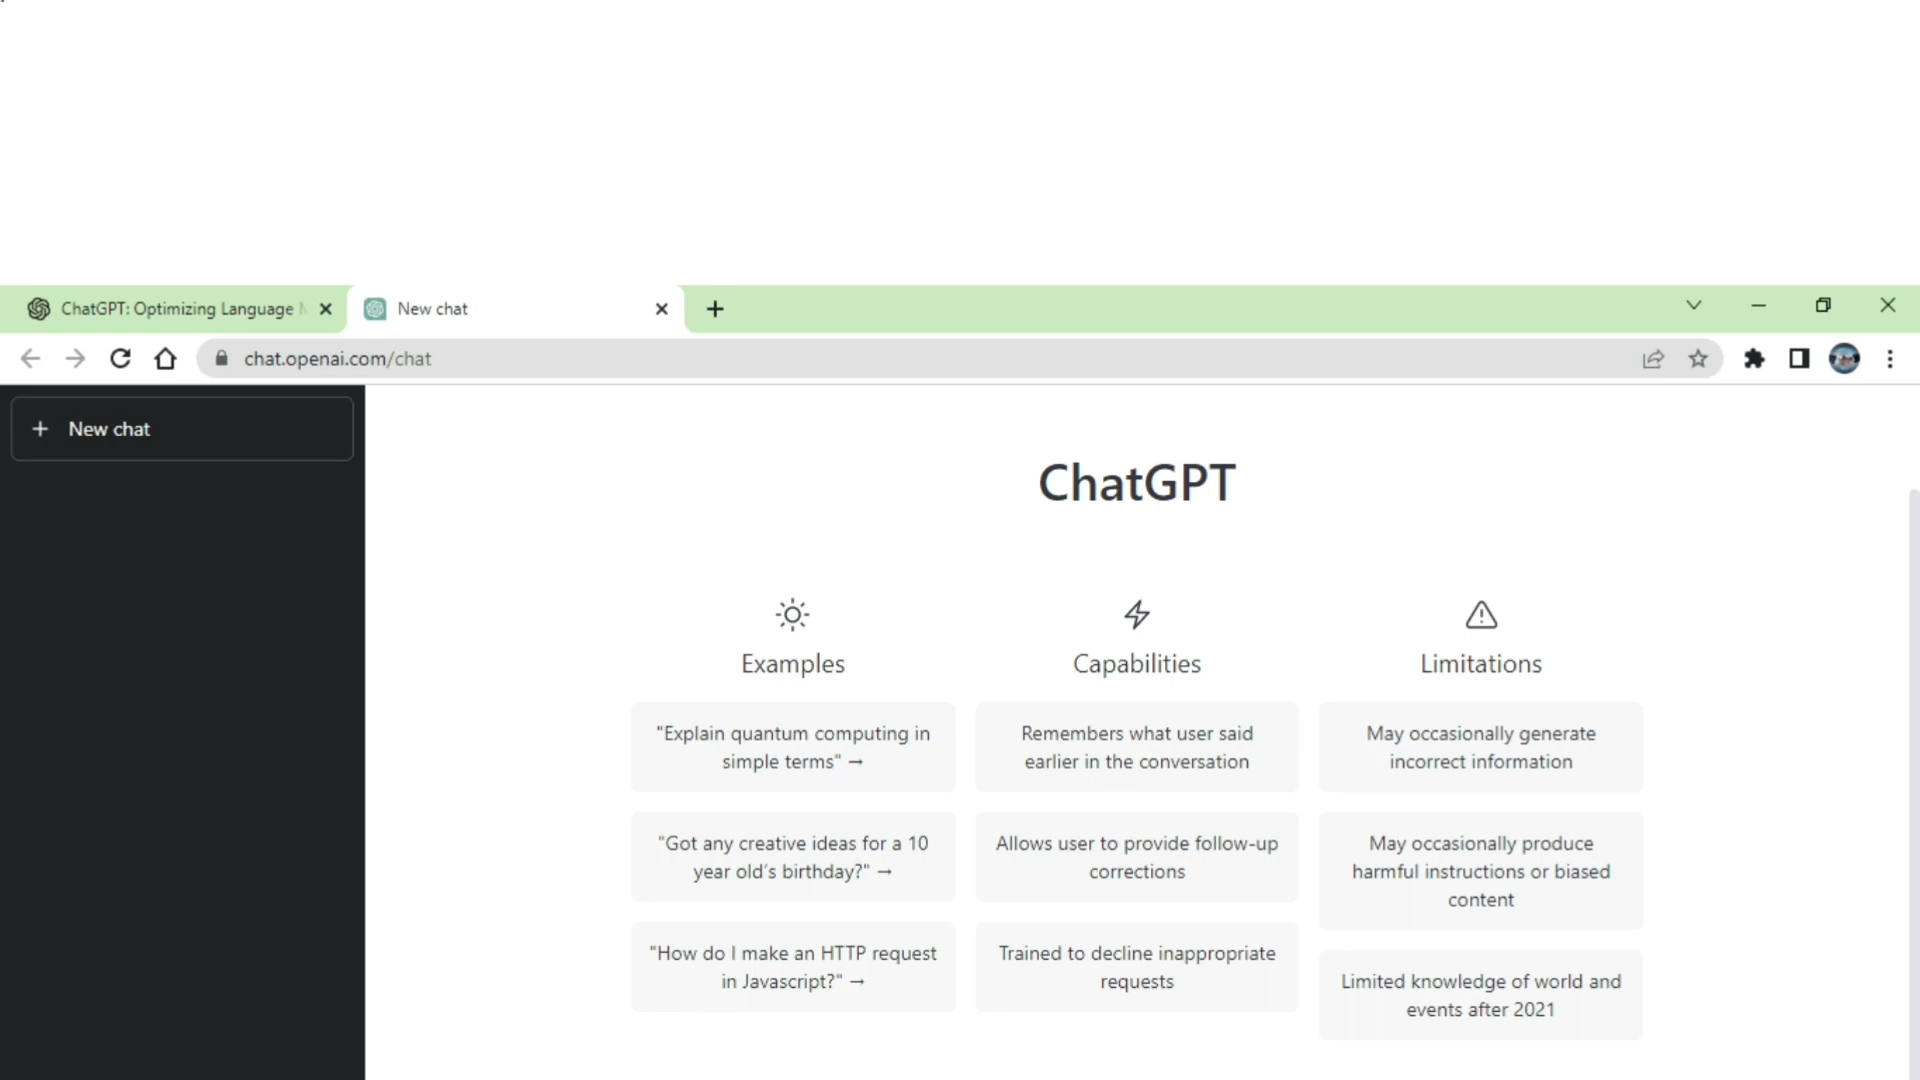 ChatGPT: Optimizing Language
New chat
chat.openai.com/chat
New chat
ChatGPT
Examples
"Explain quantum computing in
simple terms" →
"Got any creative ideas for a 10
year old's birthday?" →
"How do I make an HTTP request
in Javascript?" →
Capabilities
Remembers what user said
earlier in the conversation
Allows user to provide follow-up
corrections
Trained to decline inappropriate
requests
Limitations
May occasionally generate
incorrect information
May occasionally produce
harmful instructions or biased
content
Limited knowledge of world and
events after 2021